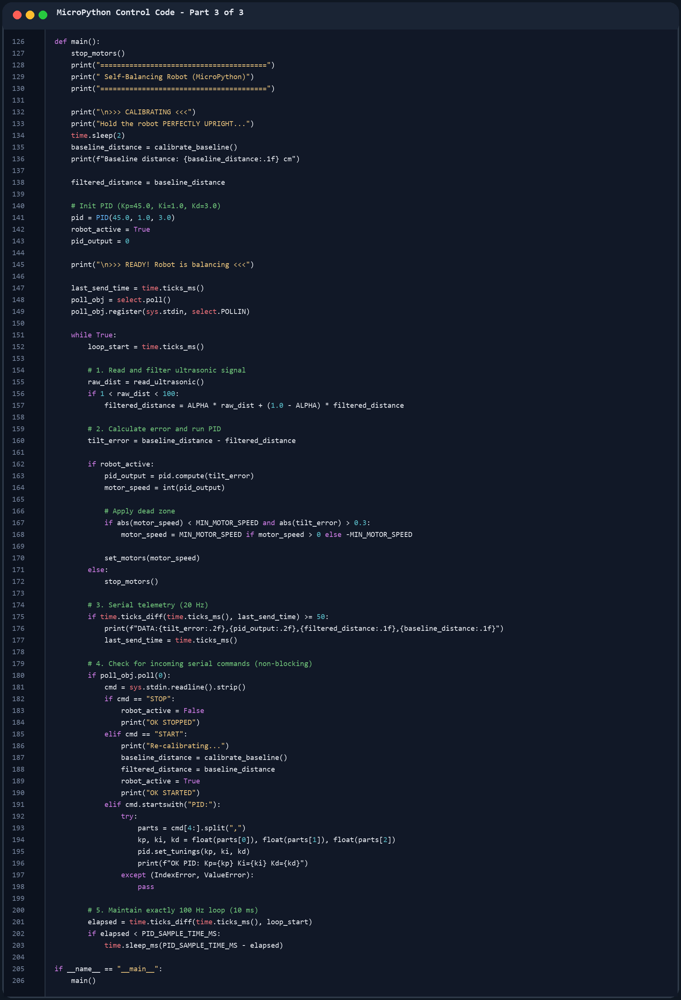 MicroPython Control Code - Part 3 of 3
126 def main():
127     stop_motors()
128     print("========================================")
129     print(" Self-Balancing Robot (MicroPython)")
130     print("========================================")
131
132     print("\n>>> CALIBRATING <<<")
133     print("Hold the robot PERFECTLY UPRIGHT...")
134     time.sleep(2)
135     baseline_distance = calibrate_baseline()
136     print(f"Baseline distance: {baseline_distance:.1f} cm")
137
138     filtered_distance = baseline_distance
139
140     # Init PID (Kp=45.0, Ki=1.0, Kd=3.0)
141     pid = PID(45.0, 1.0, 3.0)
142     robot_active = True
143     pid_output = 0
144
145     print("\n>>> READY! Robot is balancing <<<")
146
147     last_send_time = time.ticks_ms()
148     poll_obj = select.poll()
149     poll_obj.register(sys.stdin, select.POLLIN)
150
151     while True:
152         loop_start = time.ticks_ms()
153
154         # 1. Read and filter ultrasonic signal
155         raw_dist = read_ultrasonic()
156         if 1 < raw_dist < 100:
157             filtered_distance = ALPHA * raw_dist + (1.0 - ALPHA) * filtered_distance
158
159         # 2. Calculate error and run PID
160         tilt_error = baseline_distance - filtered_distance
161
162         if robot_active:
163             pid_output = pid.compute(tilt_error)
164             motor_speed = int(pid_output)
165
166             # Apply dead zone
167             if abs(motor_speed) < MIN_MOTOR_SPEED and abs(tilt_error) > 0.3:
168                 motor_speed = MIN_MOTOR_SPEED if motor_speed > 0 else -MIN_MOTOR_SPEED
169
170             set_motors(motor_speed)
171         else:
172             stop_motors()
173
174         # 3. Serial telemetry (20 Hz)
175         if time.ticks_diff(time.ticks_ms(), last_send_time) >= 50:
176             print(f"DATA:{tilt_error:.2f},{pid_output:.2f},{filtered_distance:.1f},{baseline_distance:.1f}")
177             last_send_time = time.ticks_ms()
178
179         # 4. Check for incoming serial commands (non-blocking)
180         if poll_obj.poll(0):
181             cmd = sys.stdin.readline().strip()
182             if cmd == "STOP":
183                 robot_active = False
184                 print("OK STOPPED")
185             elif cmd == "START":
186                 print("Re-calibrating...")
187                 baseline_distance = calibrate_baseline()
188                 filtered_distance = baseline_distance
189                 robot_active = True
190                 print("OK STARTED")
191             elif cmd.startswith("PID:"):
192                 try:
193                     parts = cmd[4:].split(",")
194                     kp, ki, kd = float(parts[0]), float(parts[1]), float(parts[2])
195                     pid.set_tunings(kp, ki, kd)
196                     print(f"OK PID: Kp={kp} Ki={ki} Kd={kd}")
197                 except (IndexError, ValueError):
198                     pass
199
200         # 5. Maintain exactly 100 Hz loop (10 ms)
201         elapsed = time.ticks_diff(time.ticks_ms(), loop_start)
202         if elapsed < PID_SAMPLE_TIME_MS:
203             time.sleep_ms(PID_SAMPLE_TIME_MS - elapsed)
204
205 if __name__ == "__main__":
206     main()